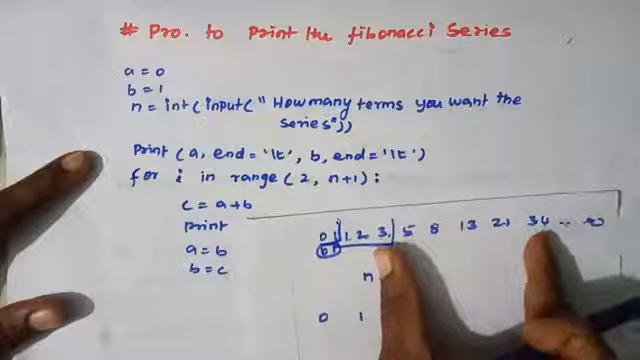 # Pro. to Print the fibonacci Series
a = 0
b = 1
n = int(input("How many terms you want the
series"))
Print (a, end = '\t', b, end = '\t')
for i in range (2, n+1):
c = a+b
Print
a = b
b = c
0 1 1, 2, 3, 5 8 13 21 34 ... ∞
n
0 1